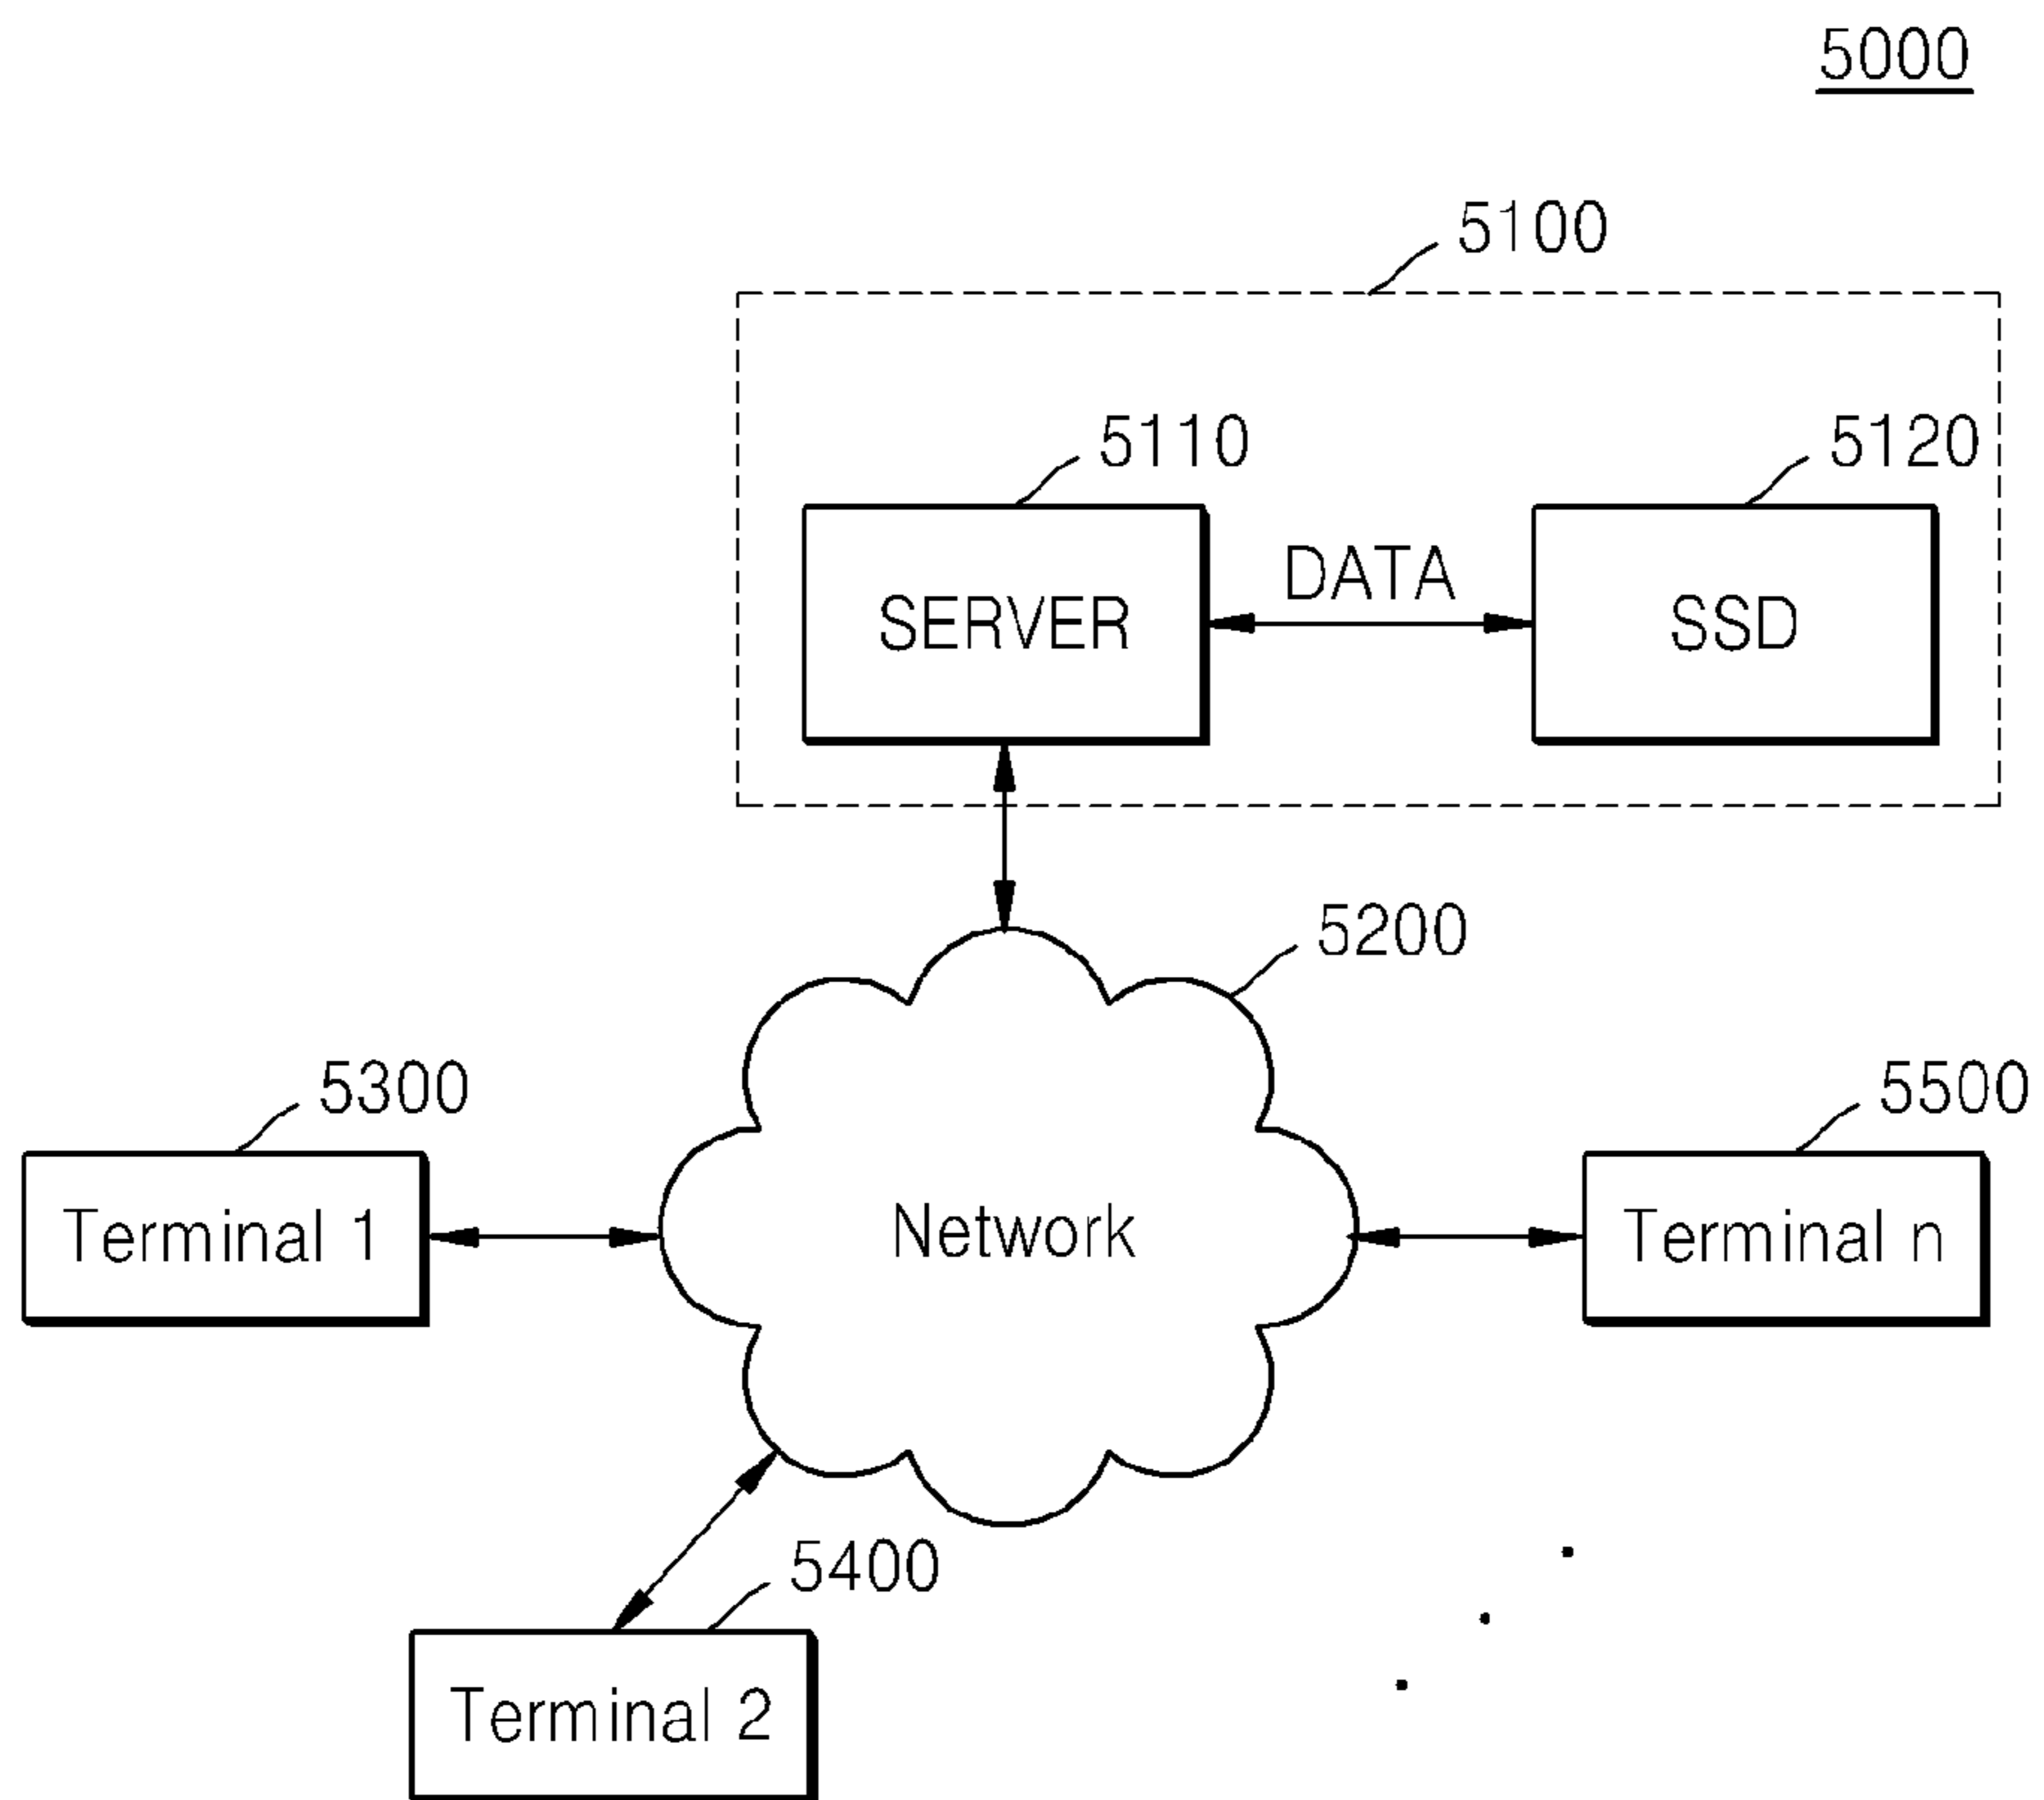 5000
5100
5110
5120
SERVER
DATA
SSD
5200
5300
5500
Terminal 1
Network
Terminal n
5400
Terminal 2